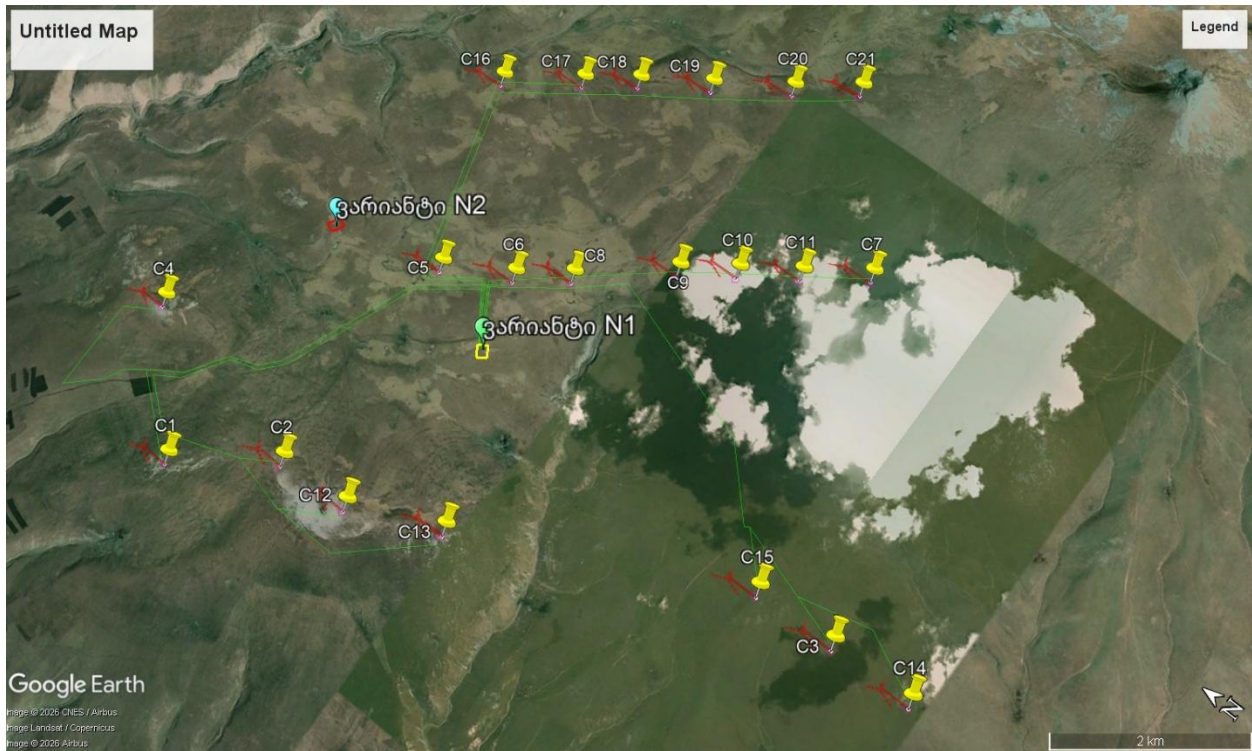 Untitled Map
Legend
C16
C17
C18
C19
C20
C21
ვარიანტი N2
C5
C6
C8
C9
C10
C11
C7
C4
ვარიანტი N1
C1
C2
C12
C13
C15
C3
C14
Google Earth
Image © 2026 CNES / Airbus
Image Landsat / Copernicus
Image © 2026 Airbus
N
2 km